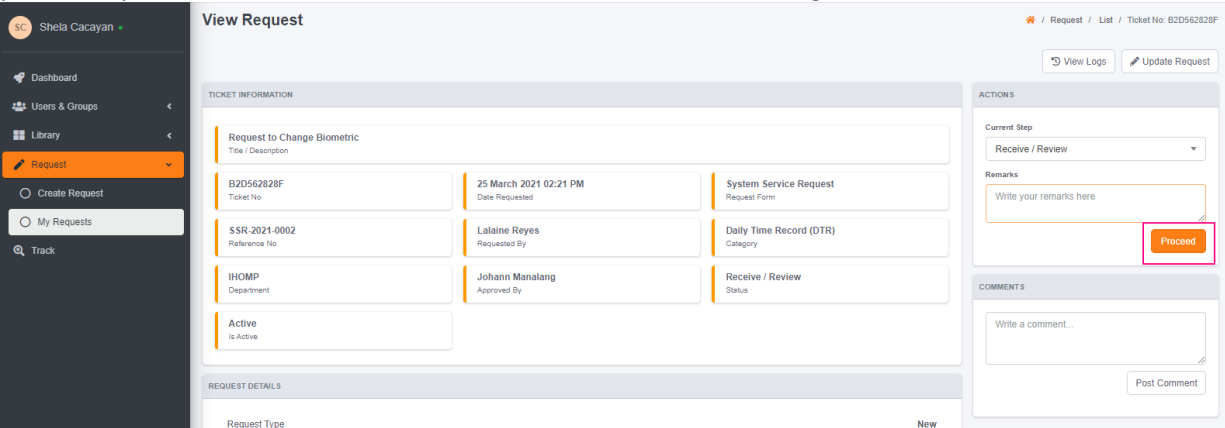 View Request
/ Request / List / Ticket No: B2D562828F
SC Shela Cacayan
View Logs
Update Request
Dashboard
Users & Groups
Library
Request
Create Request
My Requests
Track
TICKET INFORMATION
Request to Change Biometric
Title / Description
B2D562828F
Ticket No
25 March 2021 02:21 PM
Date Requested
System Service Request
Request Form
SSR-2021-0002
Reference No
Lalaine Reyes
Requested By
Daily Time Record (DTR)
Category
IHOMP
Department
Johann Manalang
Approved By
Receive / Review
Status
Active
Is Active
REQUEST DETAILS
Request Type
New
ACTIONS
Current Step
Receive / Review
Remarks
Write your remarks here
Proceed
COMMENTS
Write a comment...
Post Comment